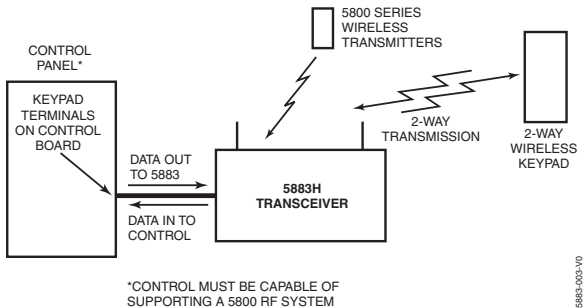 5800 SERIES
WIRELESS
TRANSMITTERS
CONTROL
PANEL*
KEYPAD
TERMINALS
ON CONTROL
BOARD
2-WAY
TRANSMISSION
2-WAY
WIRELESS
KEYPAD
DATA OUT
TO 5883
5883H
TRANSCEIVER
DATA IN TO
CONTROL
*CONTROL MUST BE CAPABLE OF
SUPPORTING A 5800 RF SYSTEM
5883-003-V0